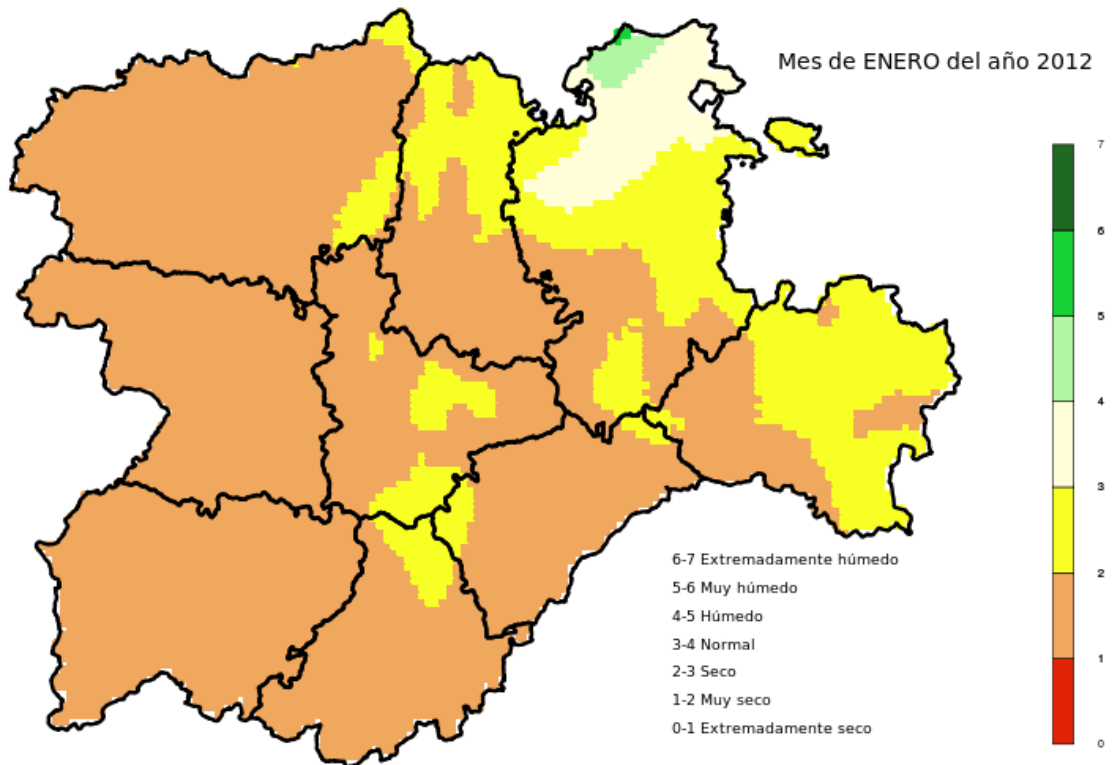 Mes de ENERO del año 2012
7
6
5
4
3
2
1
0
6-7 Extremadamente húmedo
5-6 Muy húmedo
4-5 Húmedo
3-4 Normal
2-3 Seco
1-2 Muy seco
0-1 Extremadamente seco